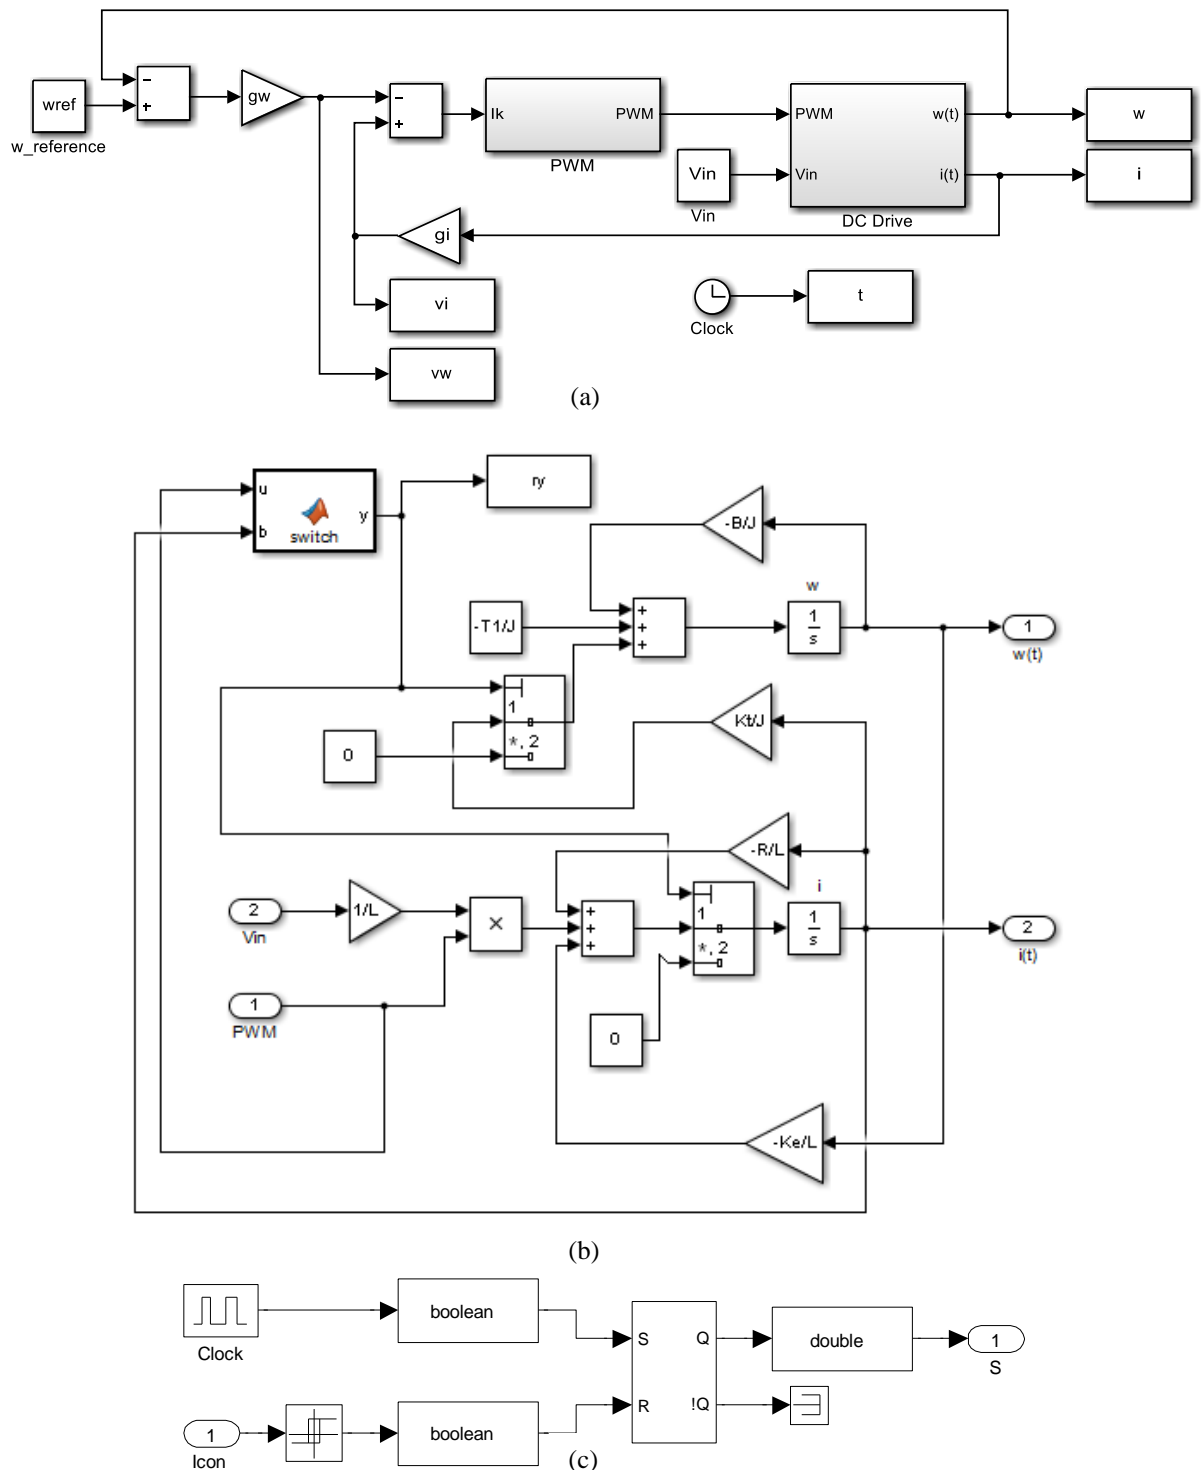 −
+
wref
w_reference
gw
−
+
Ik
PWM
PWM
Vin
Vin
PWM
Vin
w(t)
i(t)
DC Drive
w
i
gi
vi
vw
Clock
t
(a)
u
b
y
switch
ry
-B/J
w
-T1/J
+
+
+
1
s
1
w(t)
1
*, 2
0
Kt/J
-R/L
i
2
Vin
1/L
×
+
+
+
1
*, 2
1
s
2
i(t)
1
PWM
0
-Ke/L
(b)
Clock
boolean
S
Q
double
1
S
R
!Q
1
Icon
boolean
(c)